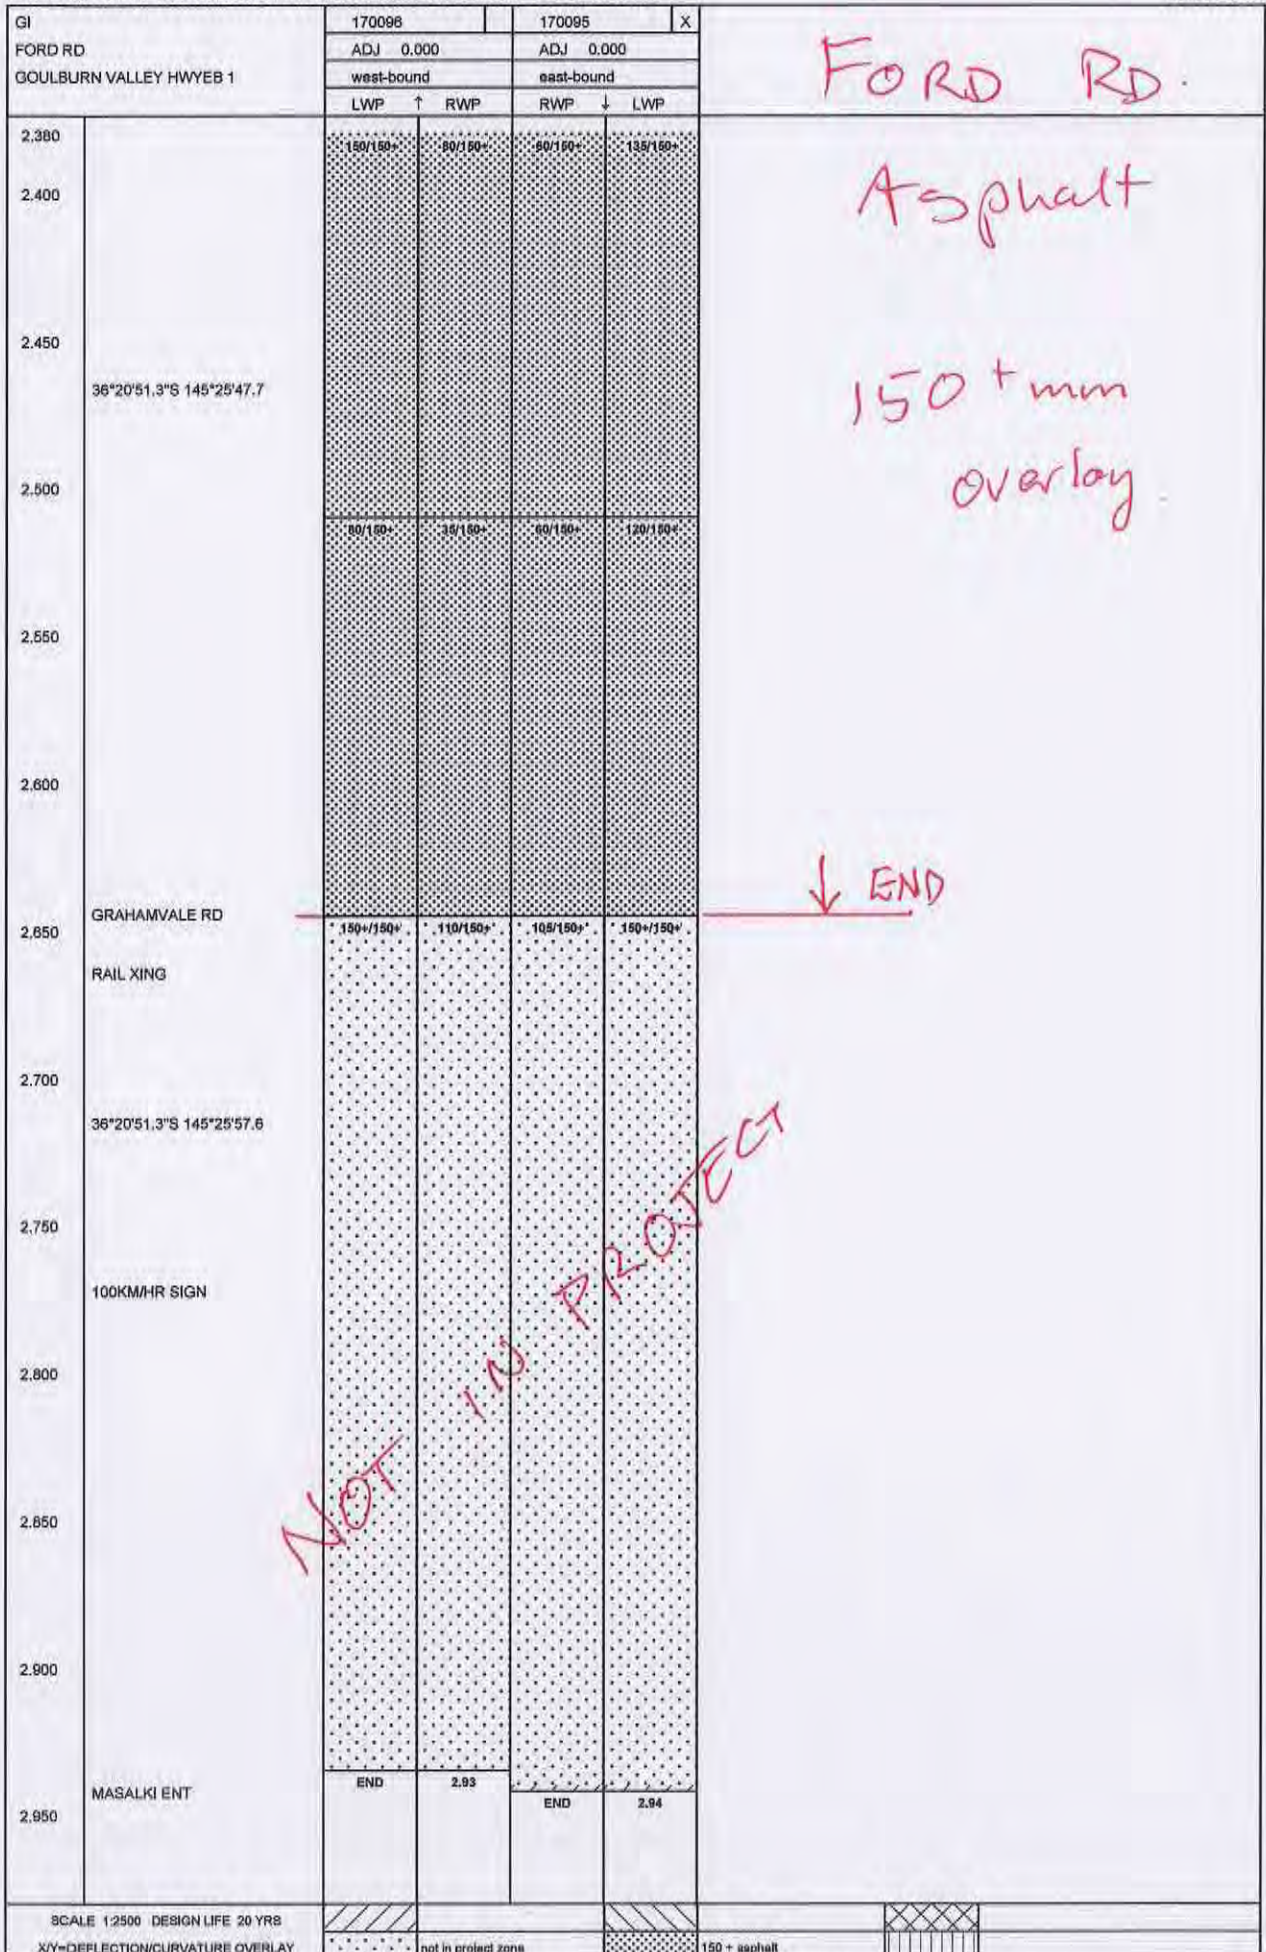 GI 170096 170095 X
FORD RD ADJ 0.000 ADJ 0.000
GOULBURN VALLEY HWYEB 1 west-bound east-bound
LWP ↑ RWP RWP ↓ LWP
FORD RD.
2.380 150/150+ 80/150+ 60/150+ 135/150+
2.400
Asphalt
2.450
36°20'51.3"S 145°25'47.7
150+mm
overlay
2.500
80/150+ 35/150+ 60/150+ 120/150+
2.550
2.600
↓ END
GRAHAMVALE RD
2.650 150+/150+ 110/150+ 105/150+ 150+/150+
RAIL XING
2.700
36°20'51.3"S 145°25'57.6
NOT IN PROJECT
2.750
100KM/HR SIGN
2.800
2.850
2.900
END 2.93
MASALKI ENT
END 2.94
2.950
SCALE 1:2500 DESIGN LIFE 20 YRS
X/Y=DEFLECTION/CURVATURE OVERLAY not in project zone 150 + asphalt